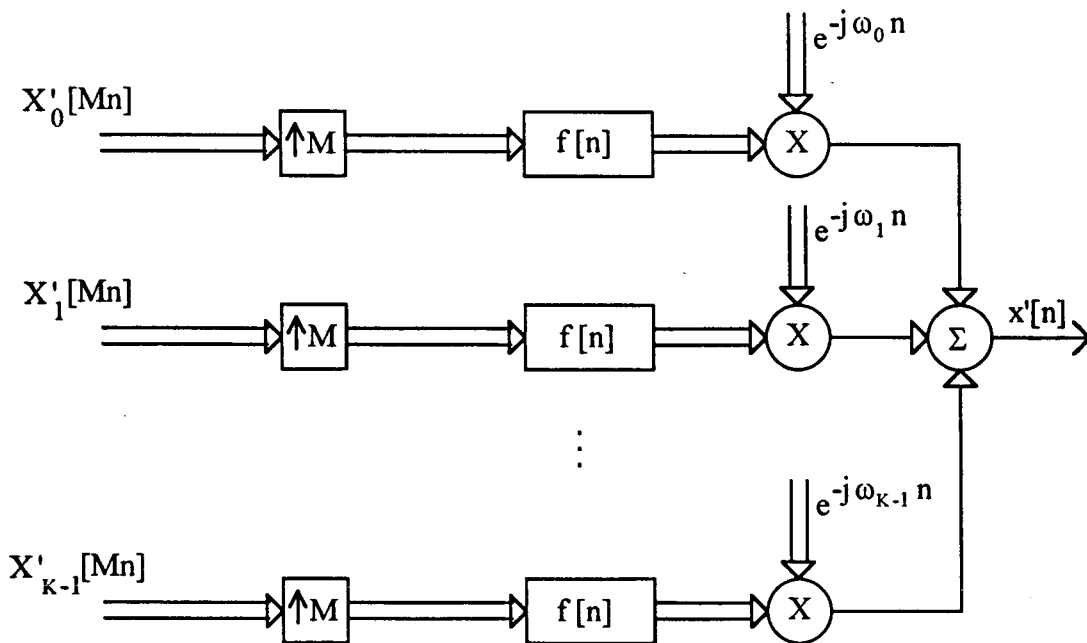 e^{-jω_0 n}
X'_0[Mn]
↑M
f[n]
X
e^{-jω_1 n}
X'_1[Mn]
↑M
f[n]
X
Σ
x'[n]
⋮
e^{-jω_{K-1} n}
X'_{K-1}[Mn]
↑M
f[n]
X